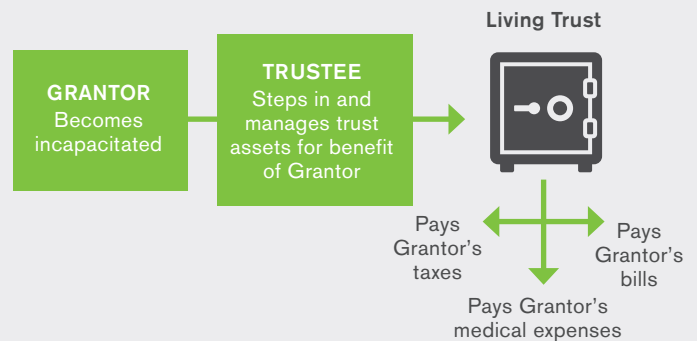 GRANTOR
Becomes
incapacitated
TRUSTEE
Steps in and
manages trust
assets for benefit
of Grantor
Living Trust
Pays
Grantor’s
taxes
Pays Grantor’s
medical expenses
Pays
Grantor’s
bills